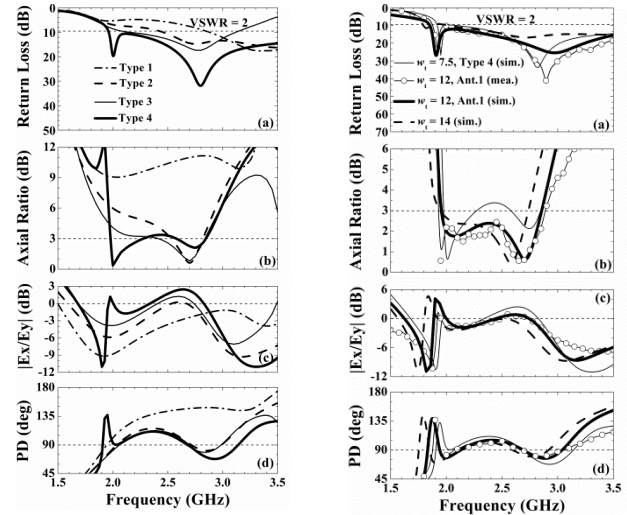 VSWR = 2
Return Loss (dB)
0
10
20
30
40
50
Type 1
Type 2
Type 3
Type 4
(a)
Axial Ratio (dB)
12
9
6
3
0
(b)
|Ex/Ey| (dB)
3
0
-3
-6
-9
-12
(c)
PD (deg)
180
135
90
45
(d)
1.5 2.0 2.5 3.0 3.5
Frequency (GHz)
VSWR = 2
Return Loss (dB)
0
10
20
30
40
50
60
70
wt = 7.5, Type 4 (sim.)
wt = 12, Ant.1 (mea.)
wt = 12, Ant.1 (sim.)
wt = 14 (sim.)
(a)
Axial Ratio (dB)
6
5
4
3
2
1
0
(b)
|Ex/Ey| (dB)
6
0
-6
-12
(c)
PD (deg)
180
135
90
45
(d)
1.5 2.0 2.5 3.0 3.5
Frequency (GHz)